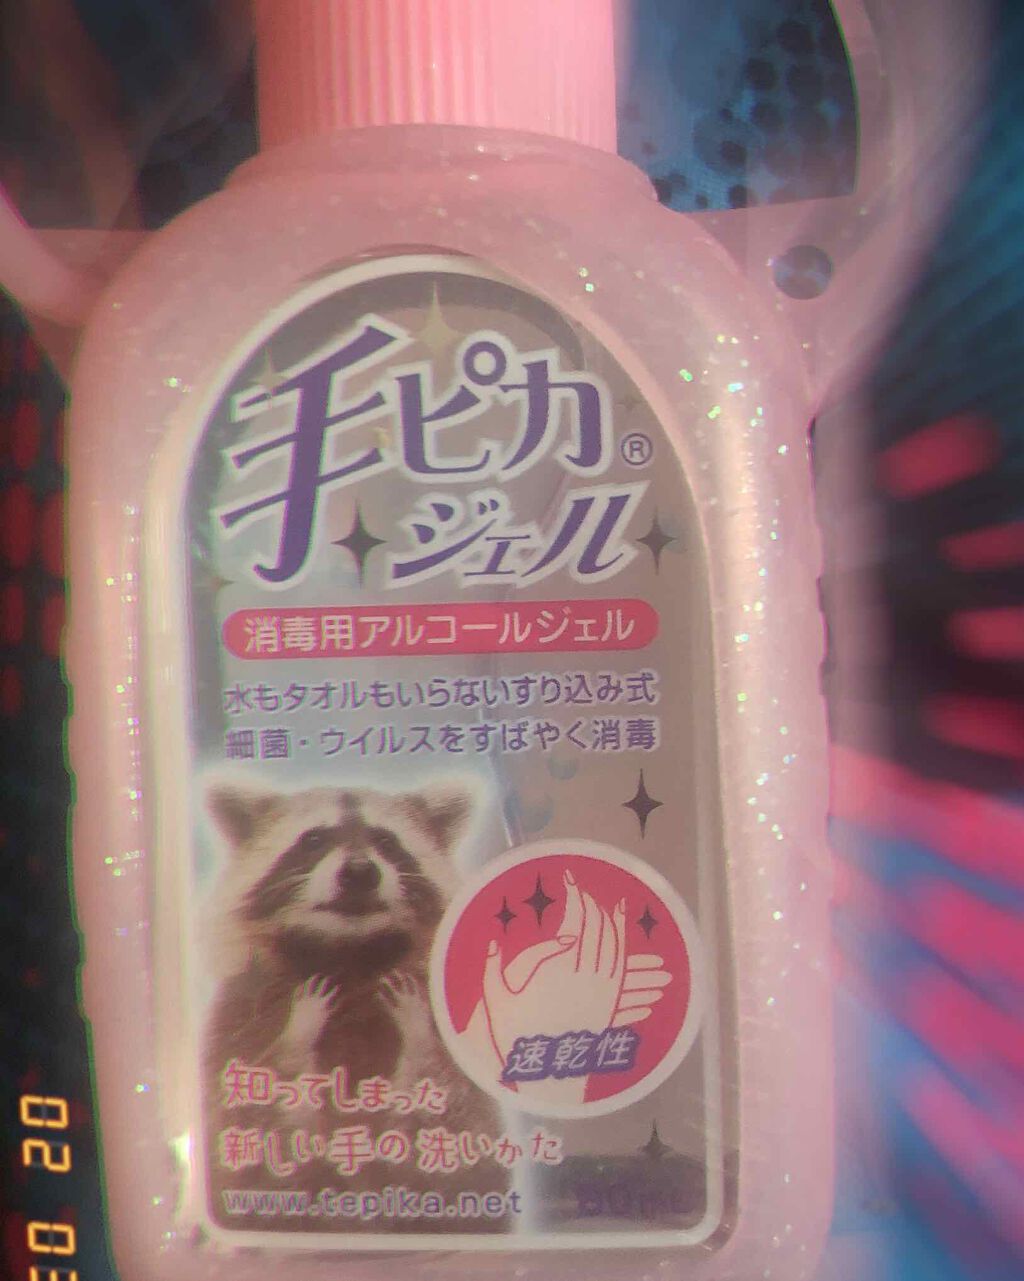 手ピカ®
ジェル
消毒用アルコールジェル
水もタオルもいらないすり込み式
細菌・ウイルスをすばやく消毒
速乾性
知ってしまった
新しい手の洗いかた
www.tepika.net
02 03